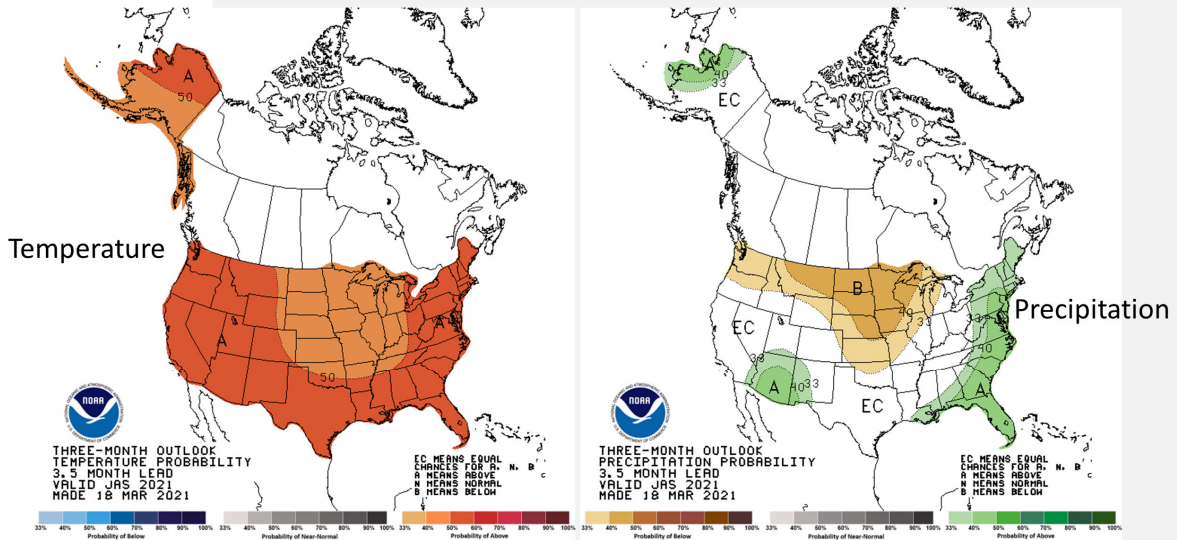 Temperature
Precipitation
A
50
A
A
50
NOAA
THREE-MONTH OUTLOOK
TEMPERATURE PROBABILITY
3.5 MONTH LEAD
VALID JAS 2021
MADE 18 MAR 2021
EC MEANS EQUAL
CHANCES FOR A, N, B
A MEANS ABOVE
N MEANS NORMAL
B MEANS BELOW
33% 40% 50% 60% 70% 80% 90% 100%
Probability of Below
33% 40% 50% 60% 70% 80% 90% 100%
Probability of Near-Normal
33% 40% 50% 60% 70% 80% 90% 100%
Probability of Above
A
40
33
EC
B
40
33
EC
33
A
40
33
EC
33
40
A
NOAA
THREE-MONTH OUTLOOK
PRECIPITATION PROBABILITY
3.5 MONTH LEAD
VALID JAS 2021
MADE 18 MAR 2021
EC MEANS EQUAL
CHANCES FOR A, N, B
A MEANS ABOVE
N MEANS NORMAL
B MEANS BELOW
33% 40% 50% 60% 70% 80% 90% 100%
Probability of Below
33% 40% 50% 60% 70% 80% 90% 100%
Probability of Near-Normal
33% 40% 50% 60% 70% 80% 90% 100%
Probability of Above